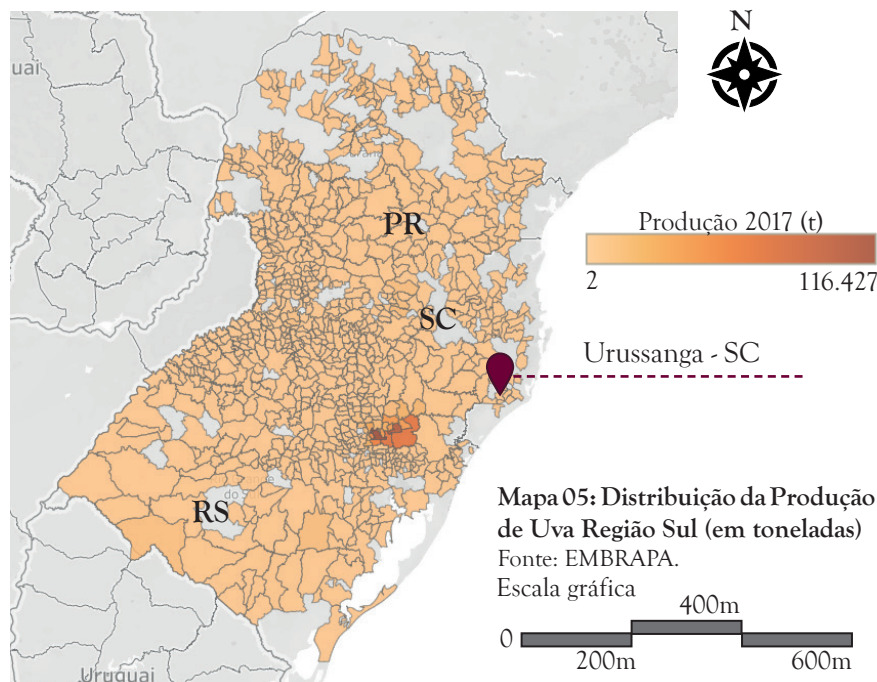 N
uai
PR
Produção 2017 (t)
2
116.427
SC
Urussanga - SC
RS
Mapa 05: Distribuição da Produção
de Uva Região Sul (em toneladas)
Fonte: EMBRAPA.
Escala gráfica
400m
0
200m
600m
Uruguai